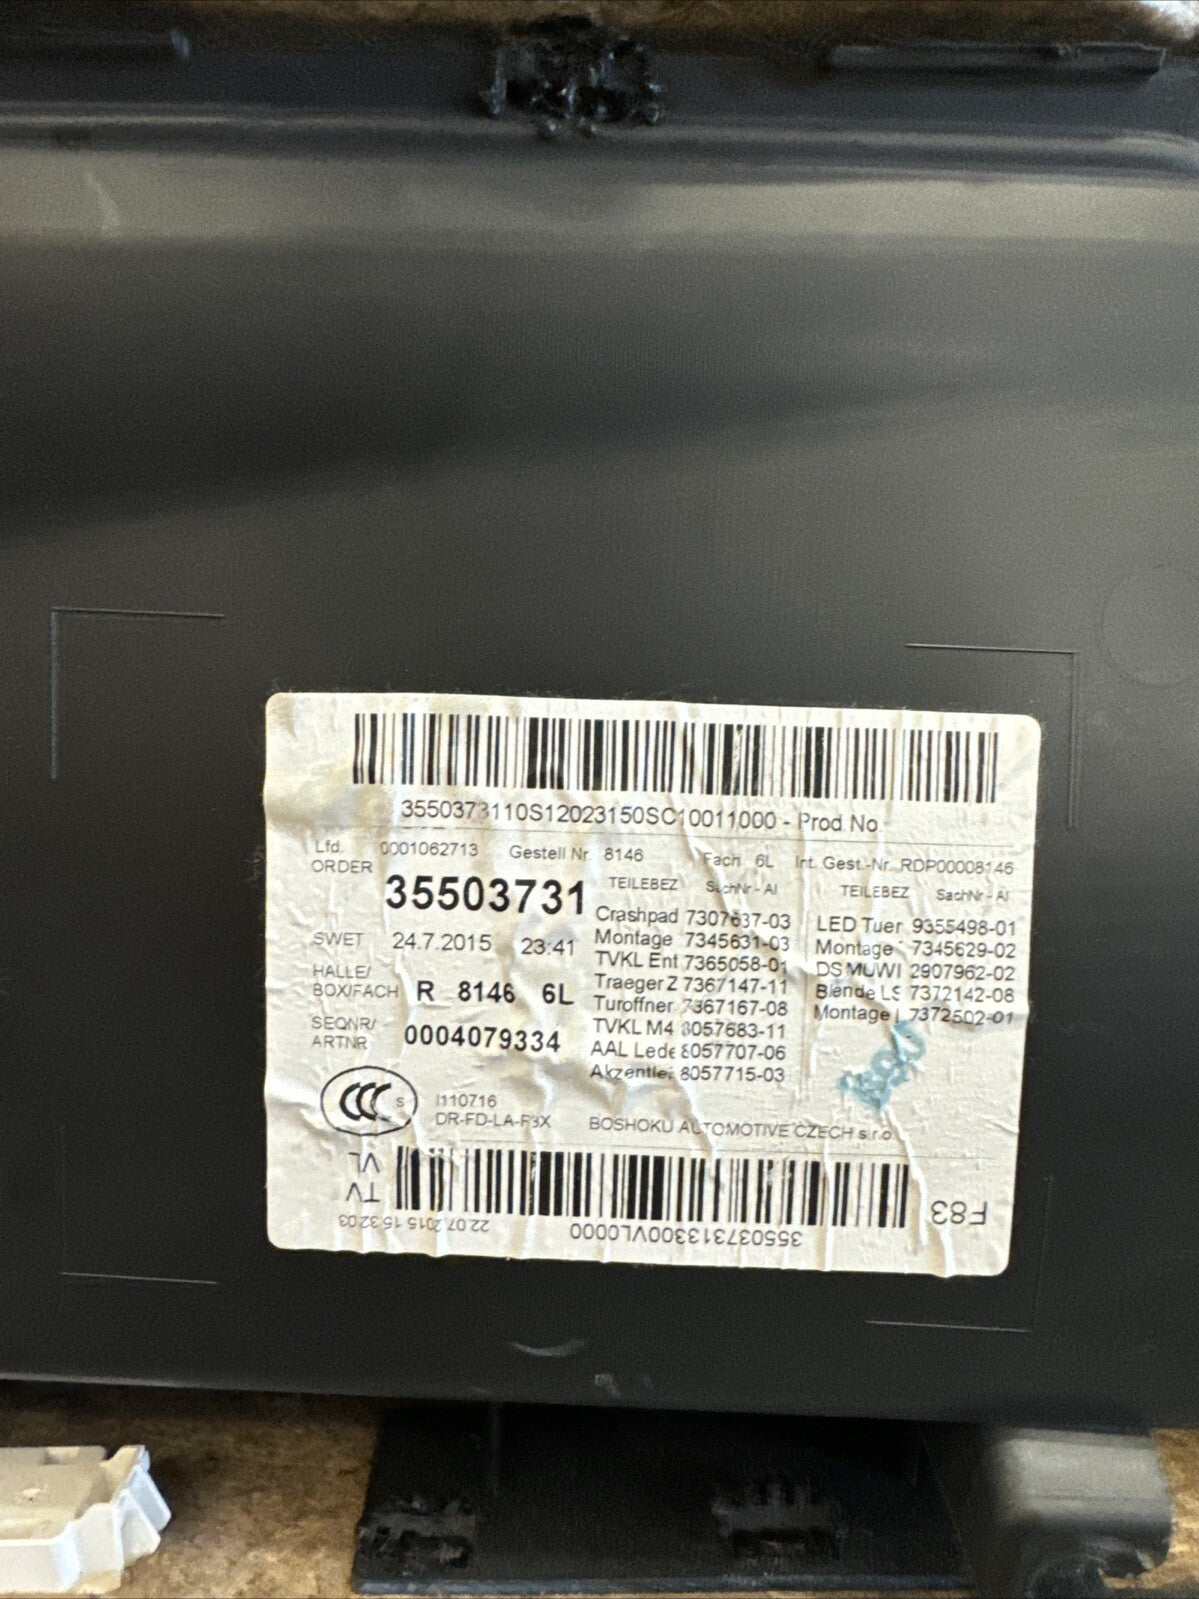 3550373110S12023150SC10011000 - Prod No
Lfd. 0001062713 Gestell Nr. 8146 Fach 6L Int. Gest.-Nr. RDP00008146
ORDER 35503731
TEILEBEZ SachNr - AI TEILEBEZ SachNr - AI
Crashpad 7307637-03 LED Tuer 9355498-01
Montage 7345631-03 Montage 7345629-02
SWET 24.7.2015 23:41
TVKL Ent 7365058-01 DS MUWI 2907962-02
Traeger Z 7367147-11 Blende LS 7372142-08
HALLE/
BOX/FACH R 8146 6L
Turoffner 7367167-08 Montage 7372502-01
TVKL M4 8057683-11
SEQNR/
ARTNR 0004079334
AAL Lede 8057707-06
Akzentlei 8057715-03
CCC S
I110716
DR-FD-LA-F3X BOSHOKU AUTOMOTIVE CZECH s.r.o.
F83
TV VL
355037313300VL0000
22.07.2015 15:32:03